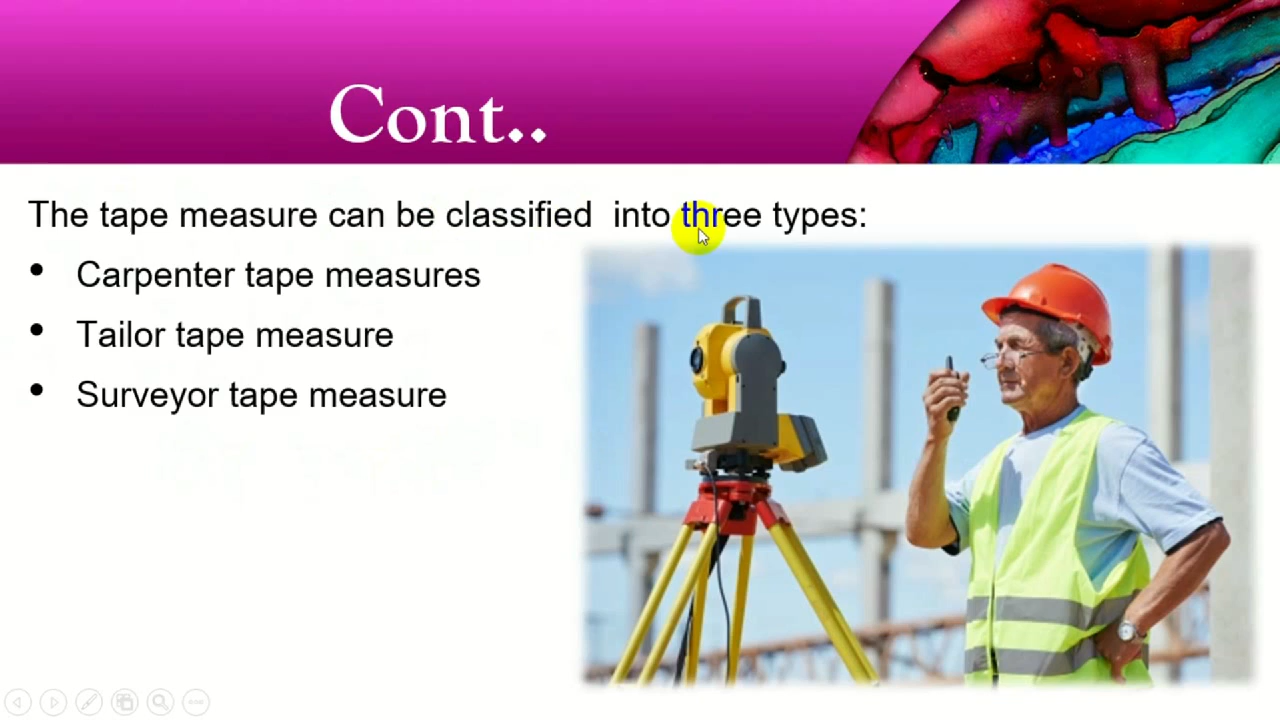 Cont..
The tape measure can be classified into three types:
• Carpenter tape measures
• Tailor tape measure
• Surveyor tape measure